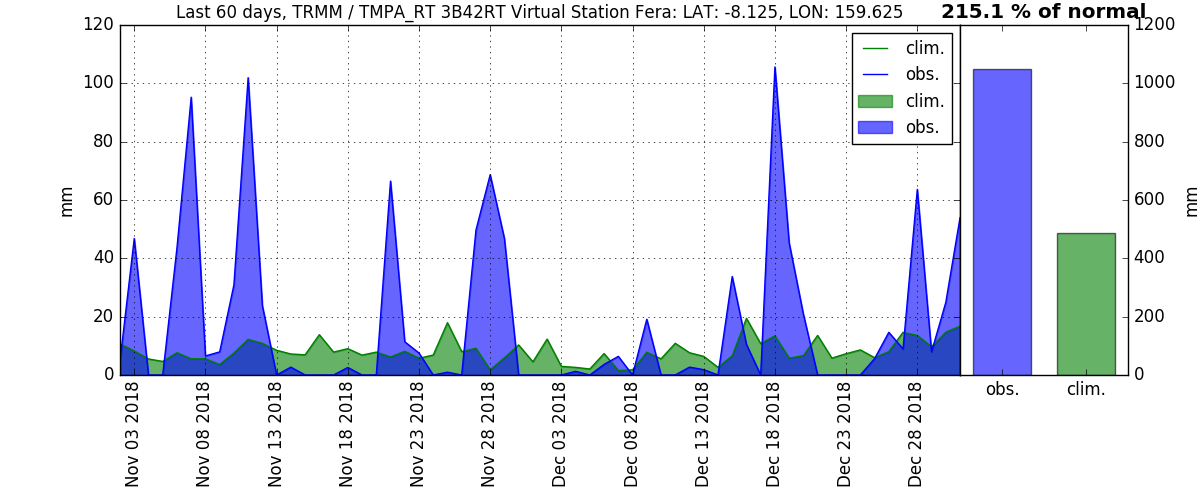 Last 60 days, TRMM / TMPA_RT 3B42RT Virtual Station Fera: LAT: -8.125, LON: 159.625
215.1 % of normal
120
100
80
60
40
20
0
mm
clim.
obs.
clim.
obs.
1200
1000
800
600
400
200
0
mm
obs.
clim.
Nov 03 2018
Nov 08 2018
Nov 13 2018
Nov 18 2018
Nov 23 2018
Nov 28 2018
Dec 03 2018
Dec 08 2018
Dec 13 2018
Dec 18 2018
Dec 23 2018
Dec 28 2018